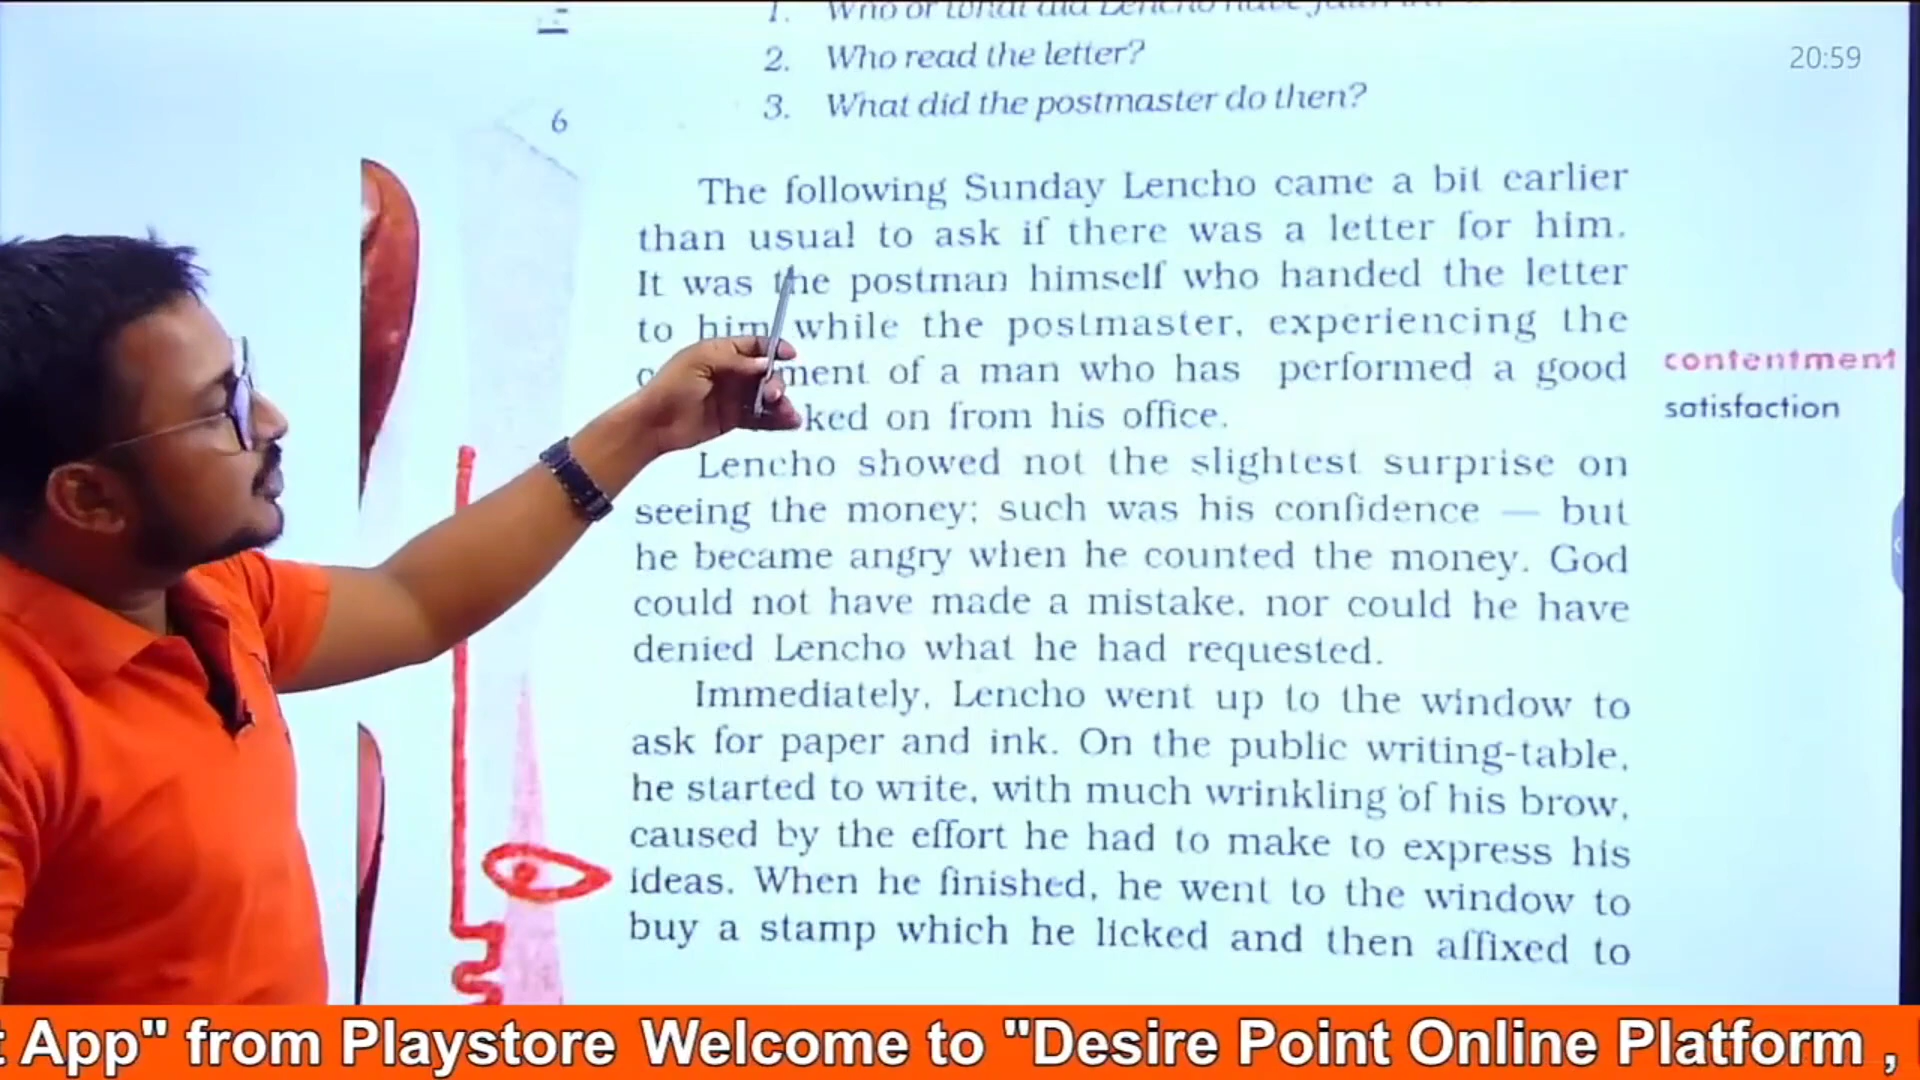 2. Who read the letter?
3. What did the postmaster do then?
20:59
6
The following Sunday Lencho came a bit earlier
than usual to ask if there was a letter for him.
It was the postman himself who handed the letter
to him while the postmaster, experiencing the
of a man who has performed a good
on from his office.
contentment
satisfaction
Lencho showed not the slightest surprise on
seeing the money; such was his confidence — but
he became angry when he counted the money. God
could not have made a mistake, nor could he have
denied Lencho what he had requested.
Immediately, Lencho went up to the window to
ask for paper and ink. On the public writing-table,
he started to write, with much wrinkling of his brow,
caused by the effort he had to make to express his
ideas. When he finished, he went to the window to
buy a stamp which he licked and then affixed to
App" from Playstore Welcome to "Desire Point Online Platform ,